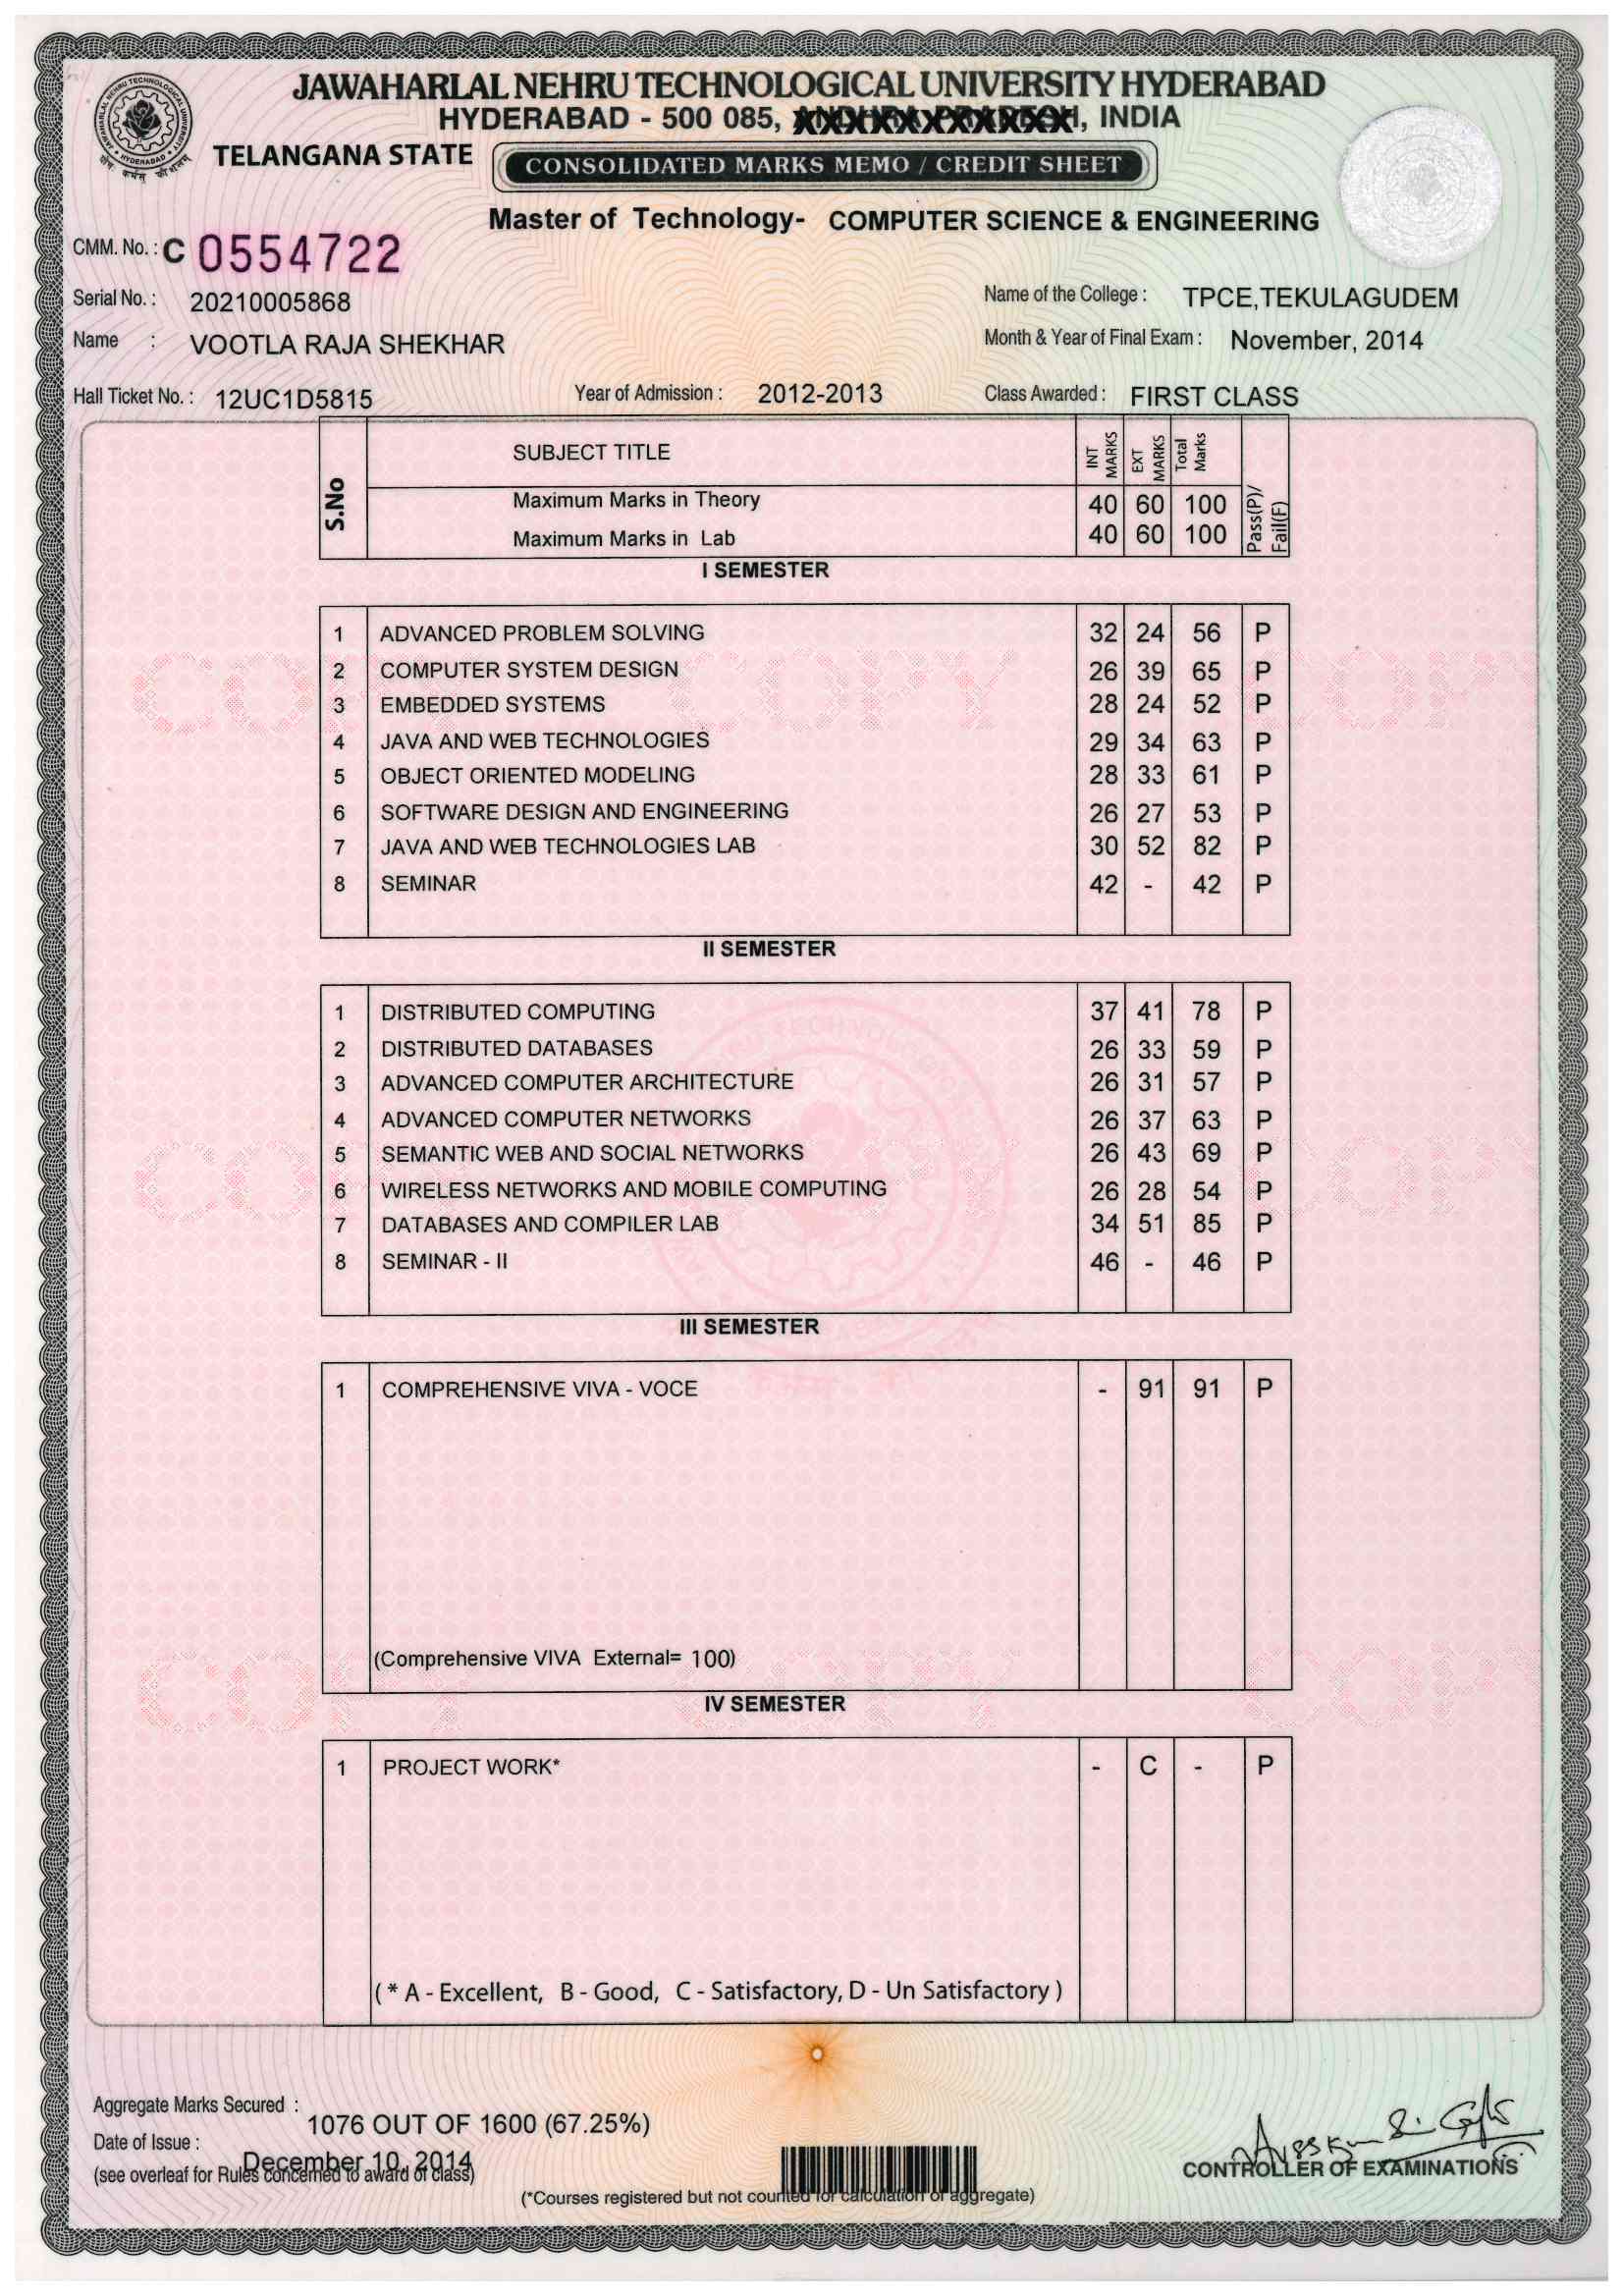 JAWAHARLAL NEHRU TECHNOLOGICAL UNIVERSITY HYDERABAD
HYDERABAD - 500 085, ANDHRA PRADESH, INDIA
TELANGANA STATE
CONSOLIDATED MARKS MEMO / CREDIT SHEET
Master of Technology- COMPUTER SCIENCE & ENGINEERING
CMM. No. : C 0554722
Serial No. : 20210005868 Name of the College : TPCE,TEKULAGUDEM
Name : VOOTLA RAJA SHEKHAR Month & Year of Final Exam : November, 2014
Hall Ticket No. : 12UC1D5815 Year of Admission : 2012-2013 Class Awarded : FIRST CLASS
S.No SUBJECT TITLE INT MARKS EXT MARKS Total Marks Pass(P)/ Fail(F)
Maximum Marks in Theory 40 60 100
Maximum Marks in Lab 40 60 100
I SEMESTER
1 ADVANCED PROBLEM SOLVING 32 24 56 P
2 COMPUTER SYSTEM DESIGN 26 39 65 P
3 EMBEDDED SYSTEMS 28 24 52 P
4 JAVA AND WEB TECHNOLOGIES 29 34 63 P
5 OBJECT ORIENTED MODELING 28 33 61 P
6 SOFTWARE DESIGN AND ENGINEERING 26 27 53 P
7 JAVA AND WEB TECHNOLOGIES LAB 30 52 82 P
8 SEMINAR 42 - 42 P
II SEMESTER
1 DISTRIBUTED COMPUTING 37 41 78 P
2 DISTRIBUTED DATABASES 26 33 59 P
3 ADVANCED COMPUTER ARCHITECTURE 26 31 57 P
4 ADVANCED COMPUTER NETWORKS 26 37 63 P
5 SEMANTIC WEB AND SOCIAL NETWORKS 26 43 69 P
6 WIRELESS NETWORKS AND MOBILE COMPUTING 26 28 54 P
7 DATABASES AND COMPILER LAB 34 51 85 P
8 SEMINAR - II 46 - 46 P
III SEMESTER
1 COMPREHENSIVE VIVA - VOCE - 91 91 P
(Comprehensive VIVA External= 100)
IV SEMESTER
1 PROJECT WORK* - C - P
( * A - Excellent, B - Good, C - Satisfactory, D - Un Satisfactory )
Aggregate Marks Secured :
1076 OUT OF 1600 (67.25%)
Date of Issue :
December 10, 2014
(see overleaf for Rules concerned to award of class)
CONTROLLER OF EXAMINATIONS
(*Courses registered but not counted for calculation of aggregate)
COPY COPY COPY
COPY COPY COPY
COPY COPY COPY